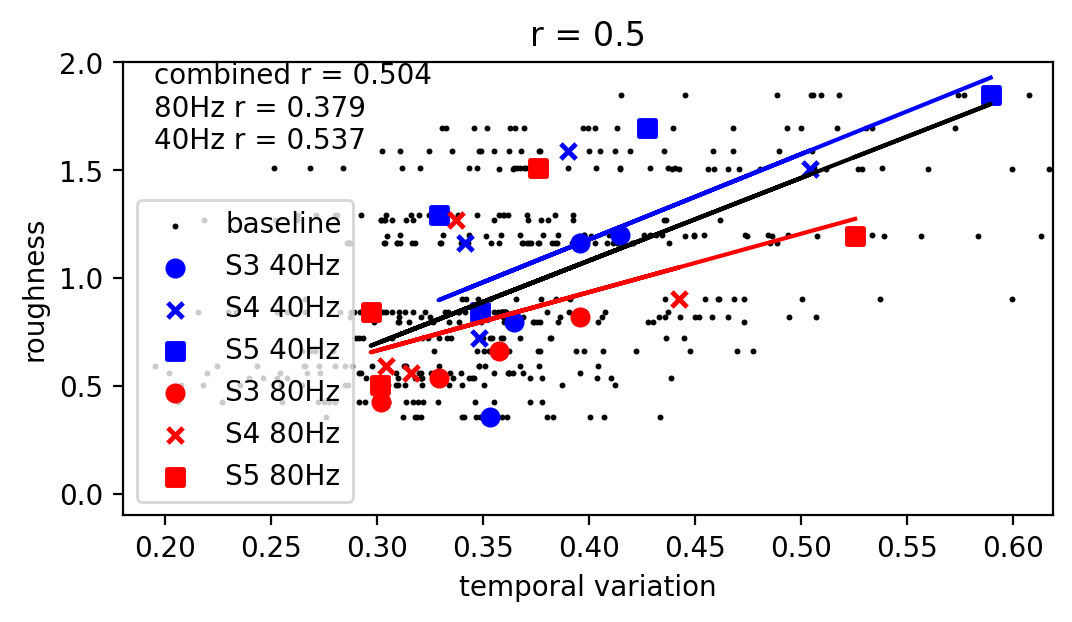 r = 0.5
combined r = 0.504
80Hz r = 0.379
40Hz r = 0.537
baseline
S3 40Hz
S4 40Hz
S5 40Hz
S3 80Hz
S4 80Hz
S5 80Hz
roughness
2.0
1.5
1.0
0.5
0.0
0.20 0.25 0.30 0.35 0.40 0.45 0.50 0.55 0.60
temporal variation